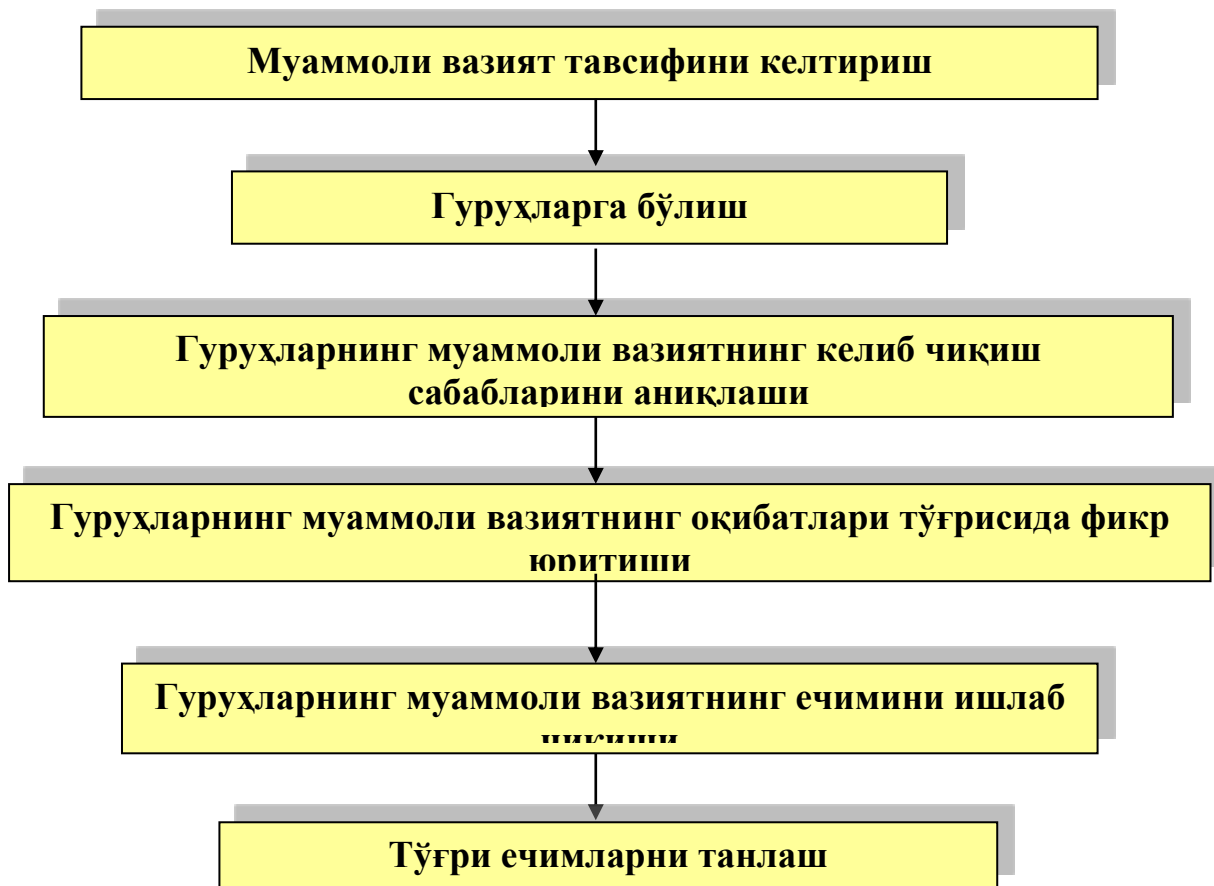 Муаммоли вазият тавсифини келтириш
Гуруҳларга бўлиш
Гуруҳларнинг муаммоли вазиятнинг келиб чиқиш
сабабларини аниқлаши
Гуруҳларнинг муаммоли вазиятнинг оқибатлари тўғрисида фикр
юритиши
Гуруҳларнинг муаммоли вазиятнинг ечимини ишлаб
чиқиши
Тўғри ечимларни танлаш